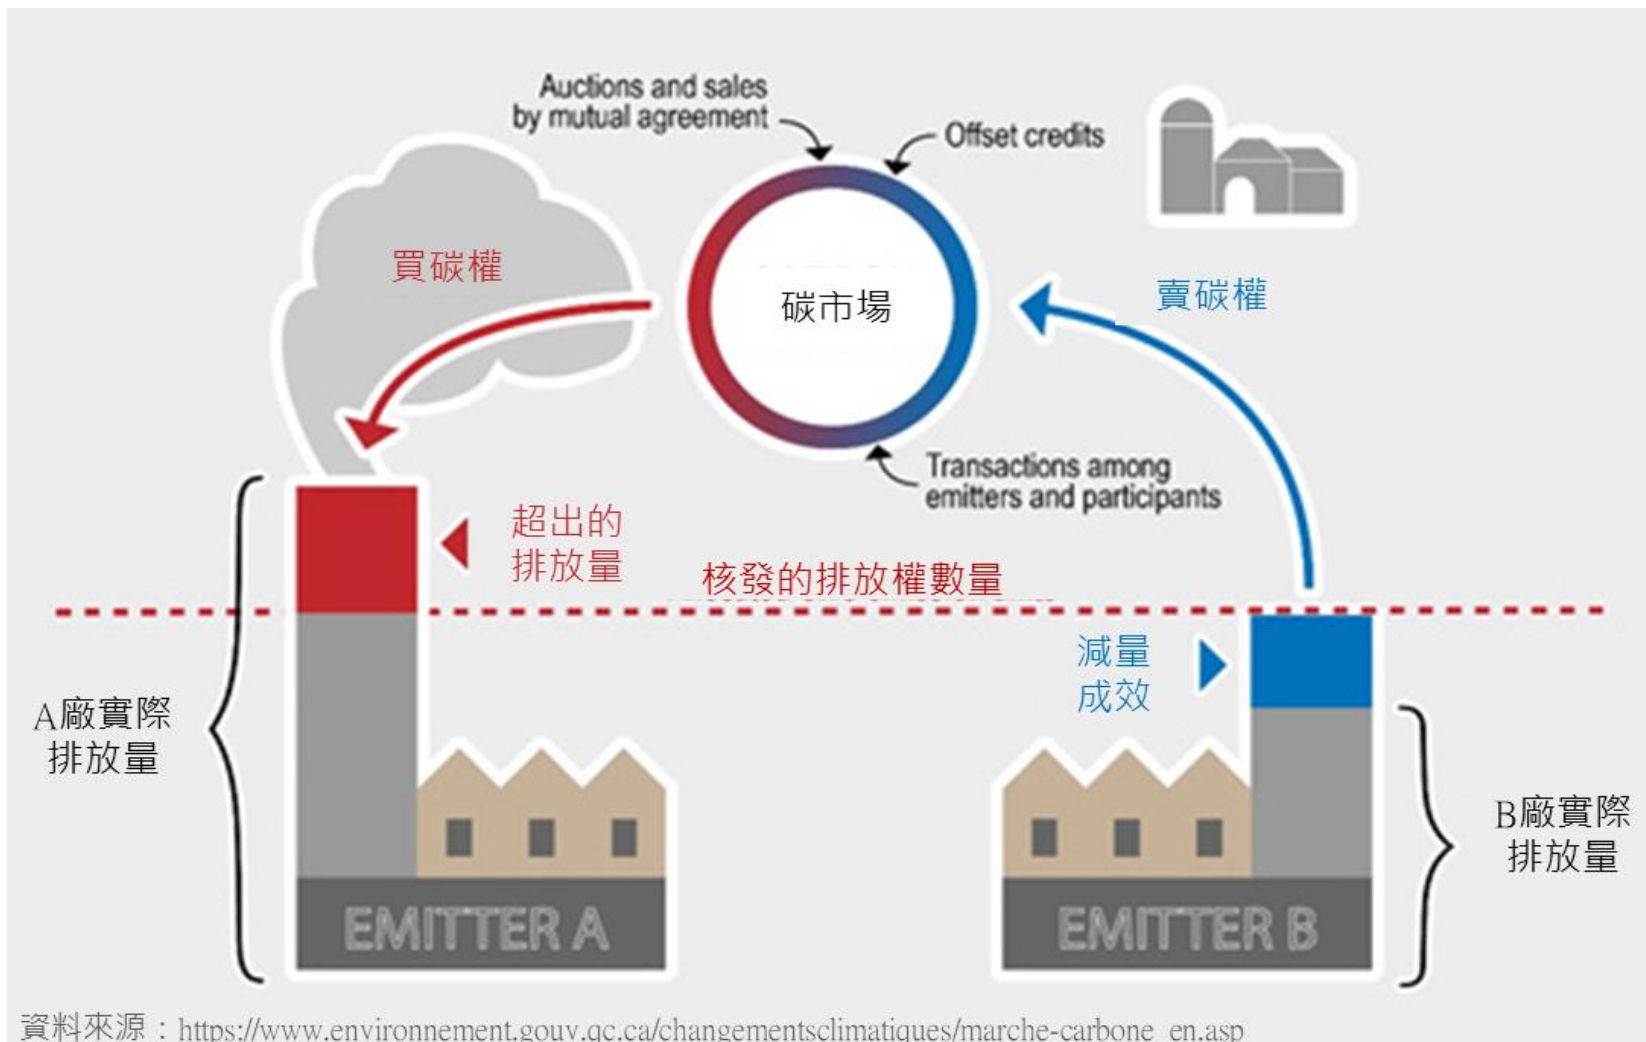 Auctions and sales
by mutual agreement
Offset credits
買碳權
碳市場
賣碳權
Transactions among
emitters and participants
超出的
排放量
核發的排放權數量
減量
成效
A廠實際
排放量
B廠實際
排放量
EMITTER A
EMITTER B
資料來源：https://www.environnement.gouv.qc.ca/changementsclimatiques/marche-carbone_en.asp